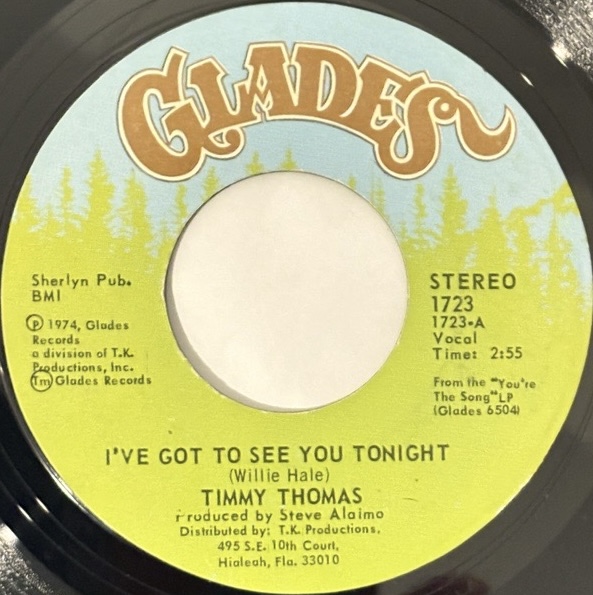 GLADES
Sherlyn Pub.
BMI
℗ 1974, Glades
Records
a division of T.K.
Productions, Inc.
Tm Glades Records
STEREO
1723
1723-A
Vocal
Time: 2:55
From the "You're
The Song" LP
(Glades 6504)
I'VE GOT TO SEE YOU TONIGHT
(Willie Hale)
TIMMY THOMAS
Produced by Steve Alaimo
Distributed by: T.K. Productions.
495 S.E. 10th Court,
Hialeah, Fla. 33010